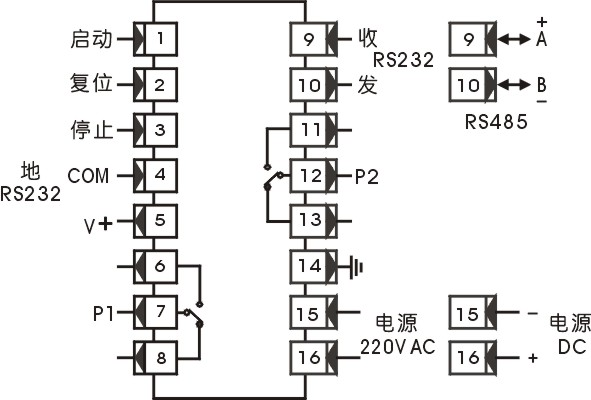 启动 1
复位 2
停止 3
地 COM 4
RS232
V+ 5
6
P1 7
8
9 收
RS232
10 发
11
12 P2
13
14
15 电源
16 220V AC
9 + A
10 B −
RS485
15 − 电源
16 + DC